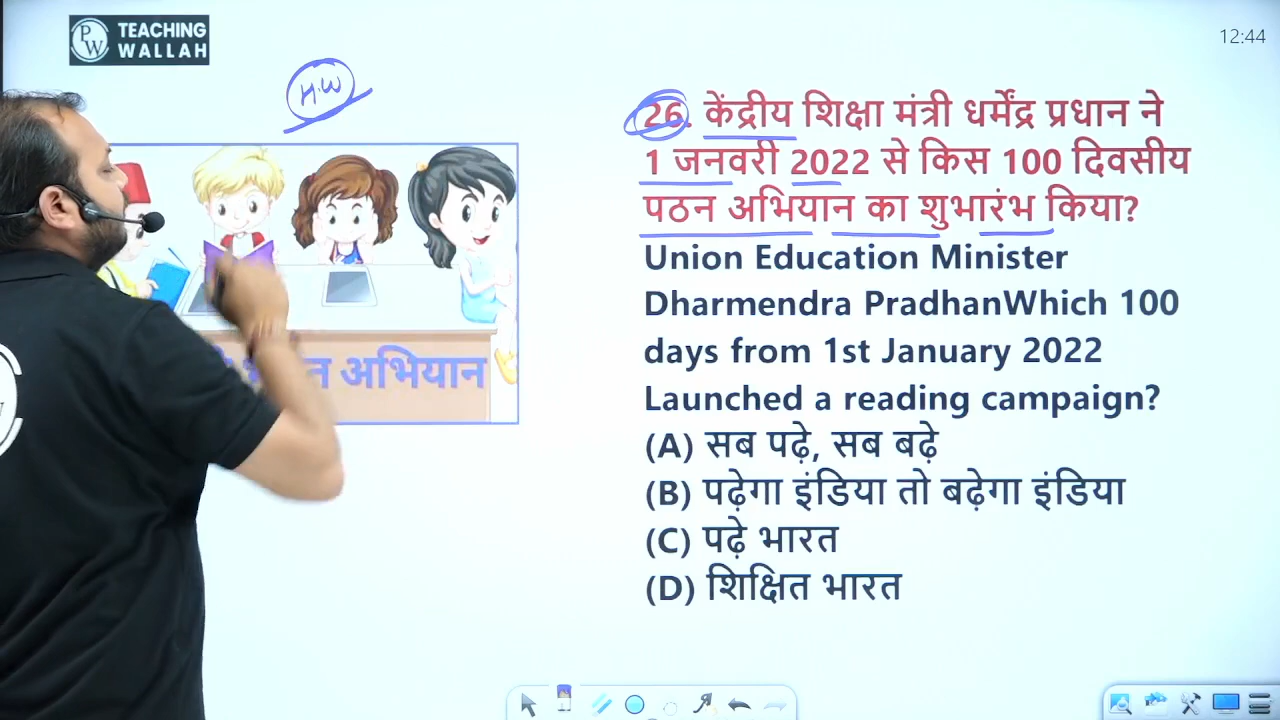 TEACHING
WALLAH
PW
12:44
H.W
26. केंद्रीय शिक्षा मंत्री धर्मेंद्र प्रधान ने
1 जनवरी 2022 से किस 100 दिवसीय
पठन अभियान का शुभारंभ किया?
Union Education Minister
Dharmendra PradhanWhich 100
days from 1st January 2022
Launched a reading campaign?
(A) सब पढ़े, सब बढ़े
(B) पढ़ेगा इंडिया तो बढ़ेगा इंडिया
(C) पढ़े भारत
(D) शिक्षित भारत
अभियान